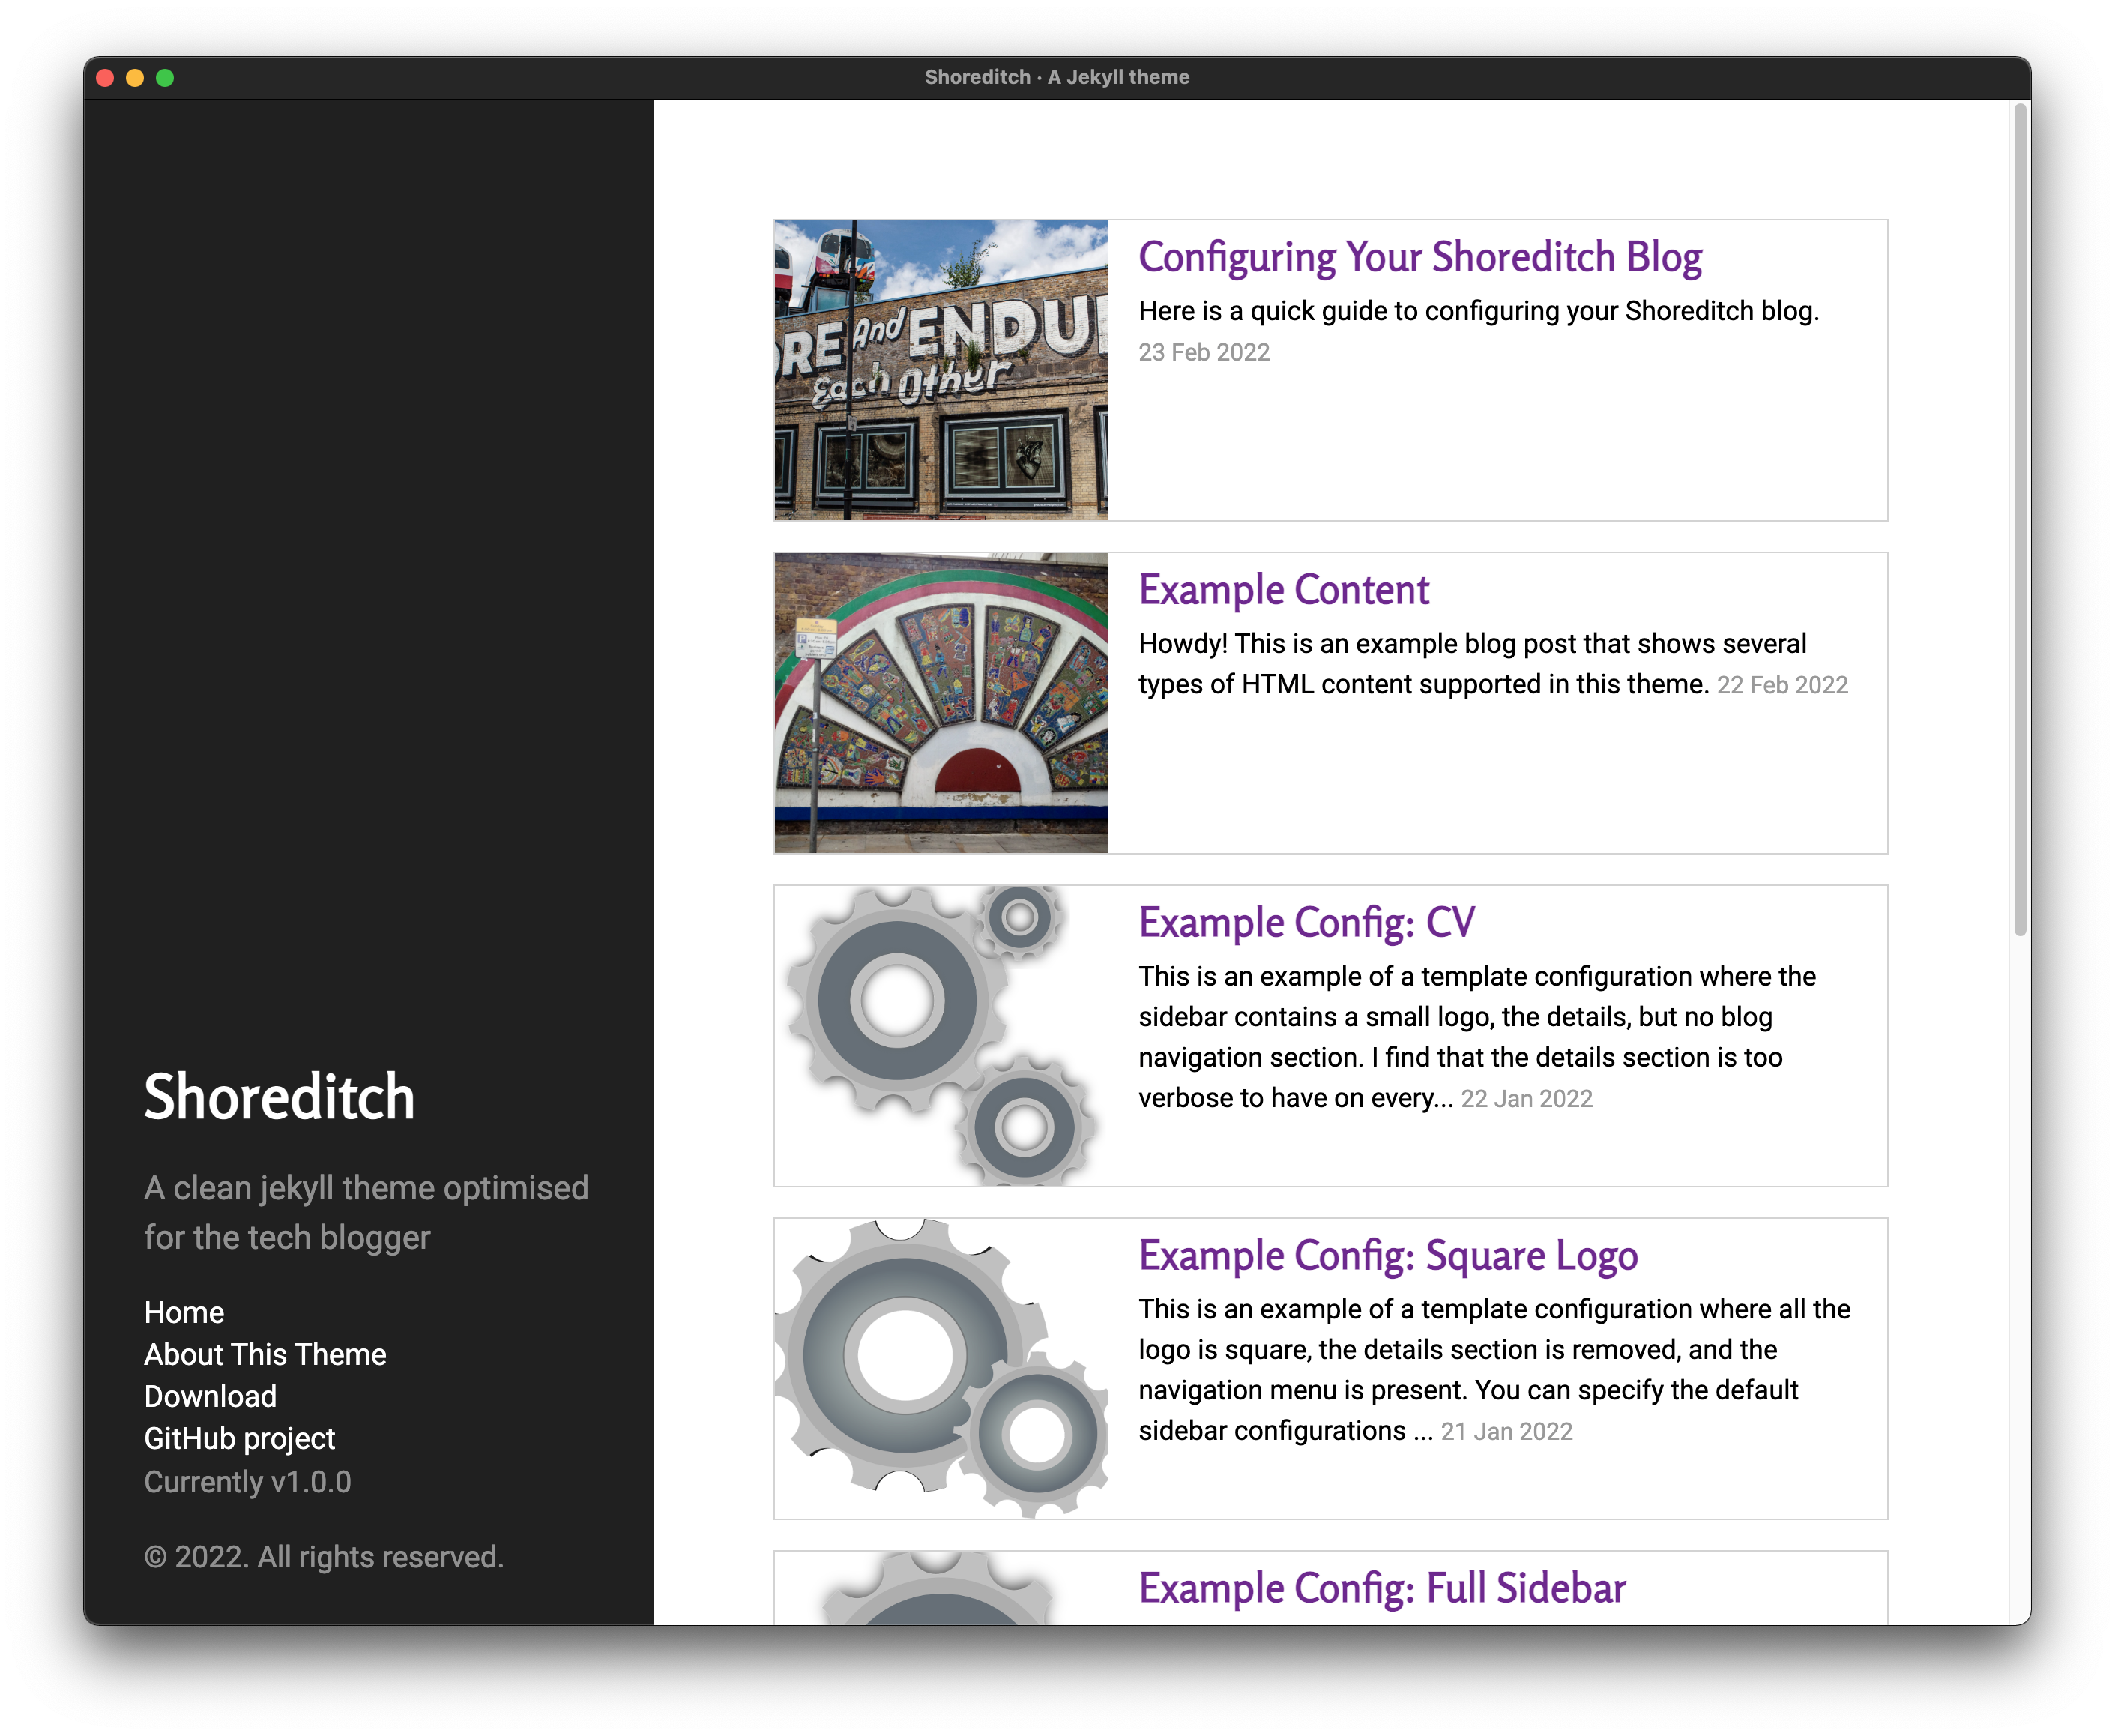 Shoreditch · A Jekyll theme
Shoreditch
A clean jekyll theme optimised
for the tech blogger
Home
About This Theme
Download
GitHub project
Currently v1.0.0
© 2022. All rights reserved.
ORE And ENDU
Each Other
Configuring Your Shoreditch Blog
Here is a quick guide to configuring your Shoreditch blog.
23 Feb 2022
Example Content
Howdy! This is an example blog post that shows several
types of HTML content supported in this theme. 22 Feb 2022
Example Config: CV
This is an example of a template configuration where the
sidebar contains a small logo, the details, but no blog
navigation section. I find that the details section is too
verbose to have on every... 22 Jan 2022
Example Config: Square Logo
This is an example of a template configuration where all the
logo is square, the details section is removed, and the
navigation menu is present. You can specify the default
sidebar configurations ... 21 Jan 2022
Example Config: Full Sidebar